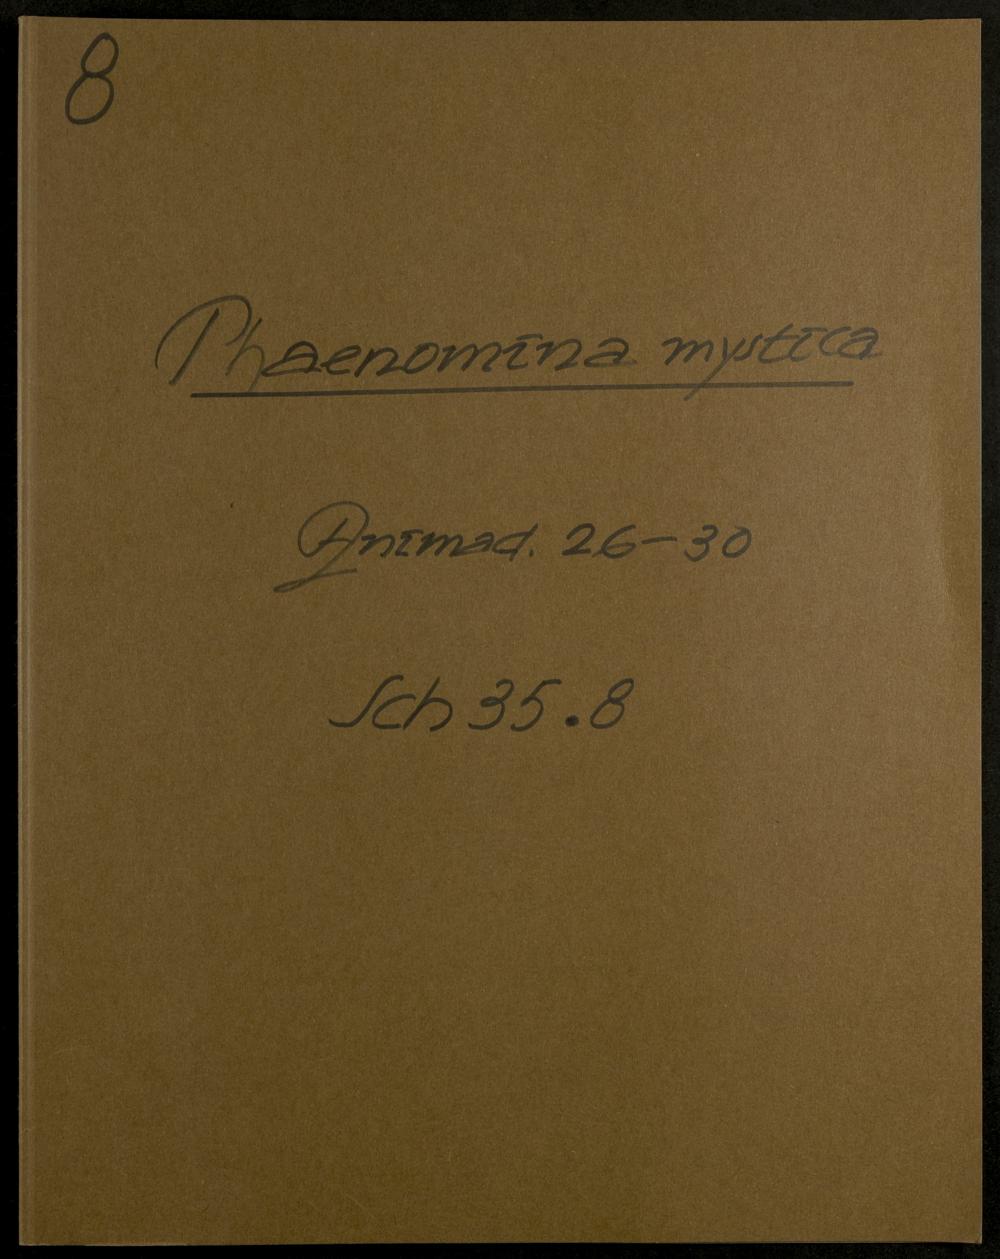 8
Phaenomina mystica
Animad. 26-30
Sch 35.8